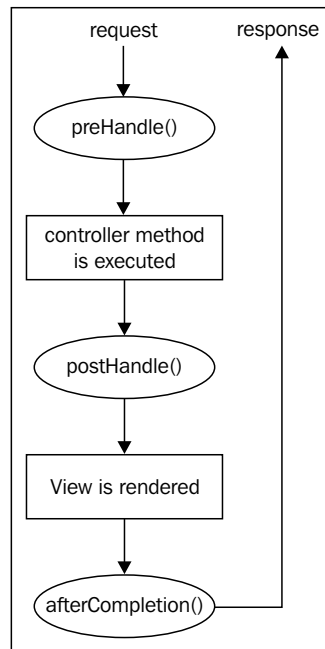 request
response
preHandle()
controller method
is executed
postHandle()
View is rendered
afterCompletion()